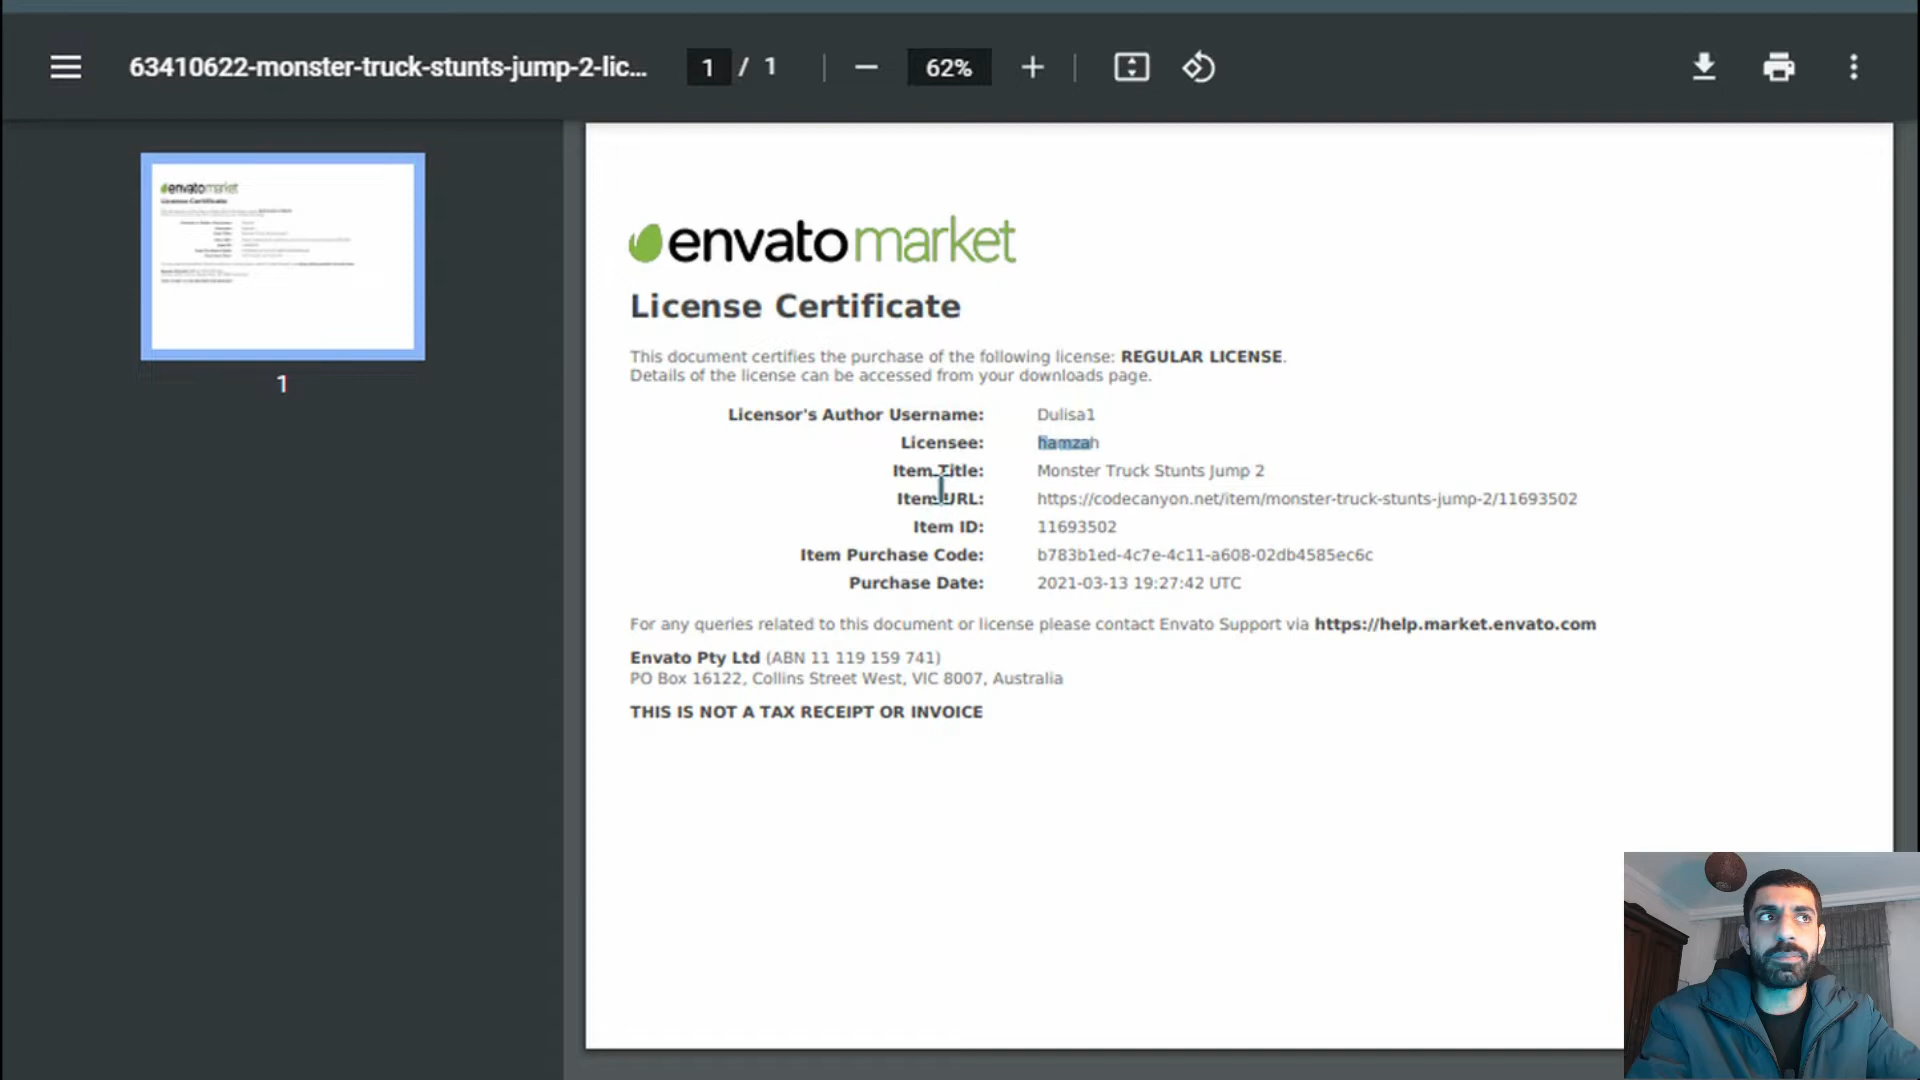 63410622-monster-truck-stunts-jump-2-lic...
1 / 1
62%
envato market
License Certificate
1
envatomarket
License Certificate
This document certifies the purchase of the following license: REGULAR LICENSE.
Details of the license can be accessed from your downloads page.
Licensor's Author Username: Dulisa1
Licensee: hamzah
Item Title: Monster Truck Stunts Jump 2
Item URL: https://codecanyon.net/item/monster-truck-stunts-jump-2/11693502
Item ID: 11693502
Item Purchase Code: b783b1ed-4c7e-4c11-a608-02db4585ec6c
Purchase Date: 2021-03-13 19:27:42 UTC
For any queries related to this document or license please contact Envato Support via https://help.market.envato.com
Envato Pty Ltd (ABN 11 119 159 741)
PO Box 16122, Collins Street West, VIC 8007, Australia
THIS IS NOT A TAX RECEIPT OR INVOICE